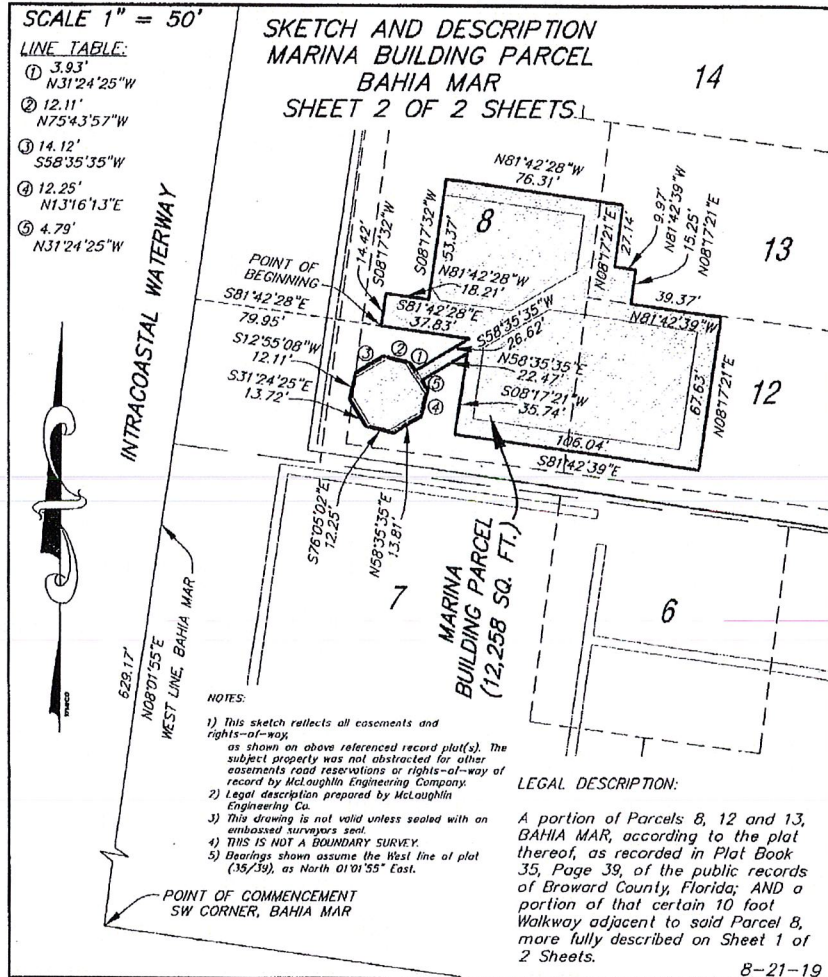 SCALE 1" = 50'
LINE TABLE:
① 3.93'
N31°24'25"W
② 12.11'
N75°43'57"W
③ 14.12'
S58°35'35"W
④ 12.25'
N13°16'13"E
⑤ 4.79'
N31°24'25"W
SKETCH AND DESCRIPTION
MARINA BUILDING PARCEL
BAHIA MAR
SHEET 2 OF 2 SHEETS
14
13
12
8
7
6
INTRACOASTAL WATERWAY
N81°42'28"W
76.31'
N08°17'21"E
27.14'
9.97'
N81°42'39"W
15.25'
N08°17'21"E
39.37'
N81°42'39"W
67.63'
N08°17'21"E
14.42'
S08°17'32"W
S08°17'32"W
53.37'
N81°42'28"W
18.21'
POINT OF
BEGINNING
S81°42'28"E
79.95'
S81°42'28"E
37.83'
S58°35'35"W
26.62'
N58°35'35"E
22.47'
S08°17'21"W
35.74'
S12°55'08"W
12.11'
S31°24'25"E
13.72'
③
②
①
⑤
④
106.04'
S81°42'39"E
S76°05'02"E
12.25'
N58°35'35"E
13.81'
MARINA
BUILDING PARCEL
(12,258 SQ. FT.)
629.17'
N08°01'55"E
WEST LINE, BAHIA MAR
NOTES:
1) This sketch reflects all easements and
rights-of-way,
as shown on above referenced record plat(s). The
subject property was not abstracted for other
easements road reservations or rights-of-way of
record by McLaughlin Engineering Company.
2) Legal description prepared by McLaughlin
Engineering Co.
3) This drawing is not valid unless sealed with an
embossed surveyors seal.
4) THIS IS NOT A BOUNDARY SURVEY.
5) Bearings shown assume the West line of plat
(35/39), as North 01°01'55" East.
POINT OF COMMENCEMENT
SW CORNER, BAHIA MAR
LEGAL DESCRIPTION:
A portion of Parcels 8, 12 and 13,
BAHIA MAR, according to the plat
thereof, as recorded in Plat Book
35, Page 39, of the public records
of Broward County, Florida; AND a
portion of that certain 10 foot
Walkway adjacent to said Parcel 8,
more fully described on Sheet 1 of
2 Sheets.
8-21-19